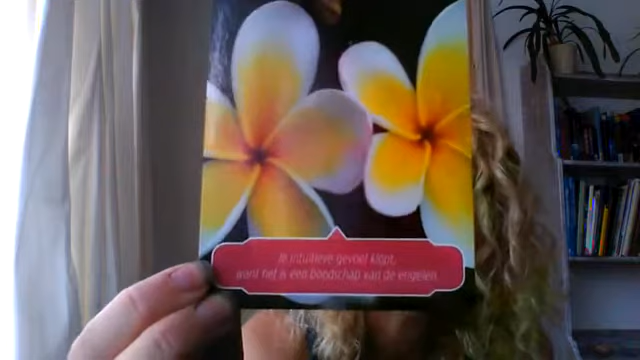 Je intuïtieve gevoel klopt,
want het is een boodschap van de engelen.